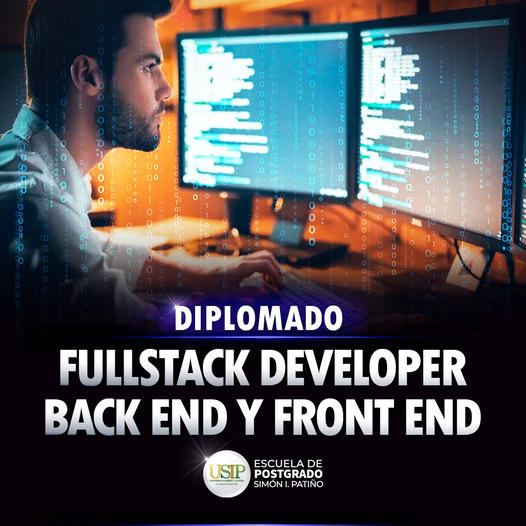 DIPLOMADO
FULLSTACK DEVELOPER
BACK END Y FRONT END
USIP
ESCUELA DE
POSTGRADO
SIMÓN I. PATIÑO